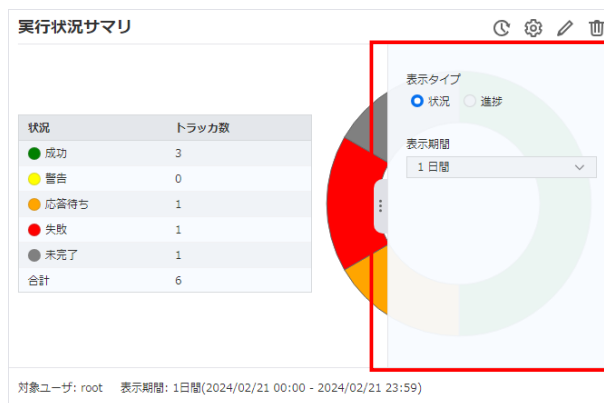 実行状況サマリ
表示タイプ
状況 進捗
表示期間
1 日間
状況 トラッカ数
成功 3
警告 0
応答待ち 1
失敗 1
未完了 1
合計 6
対象ユーザ: root 表示期間: 1日間(2024/02/21 00:00 - 2024/02/21 23:59)